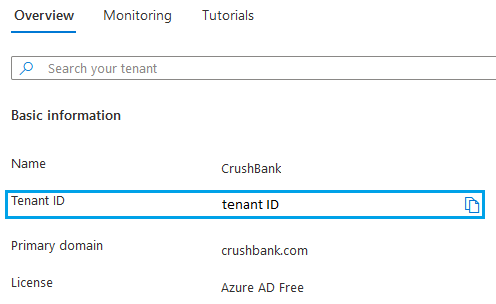 Overview Monitoring Tutorials
Search your tenant
Basic information
Name CrushBank
Tenant ID tenant ID
Primary domain crushbank.com
License Azure AD Free